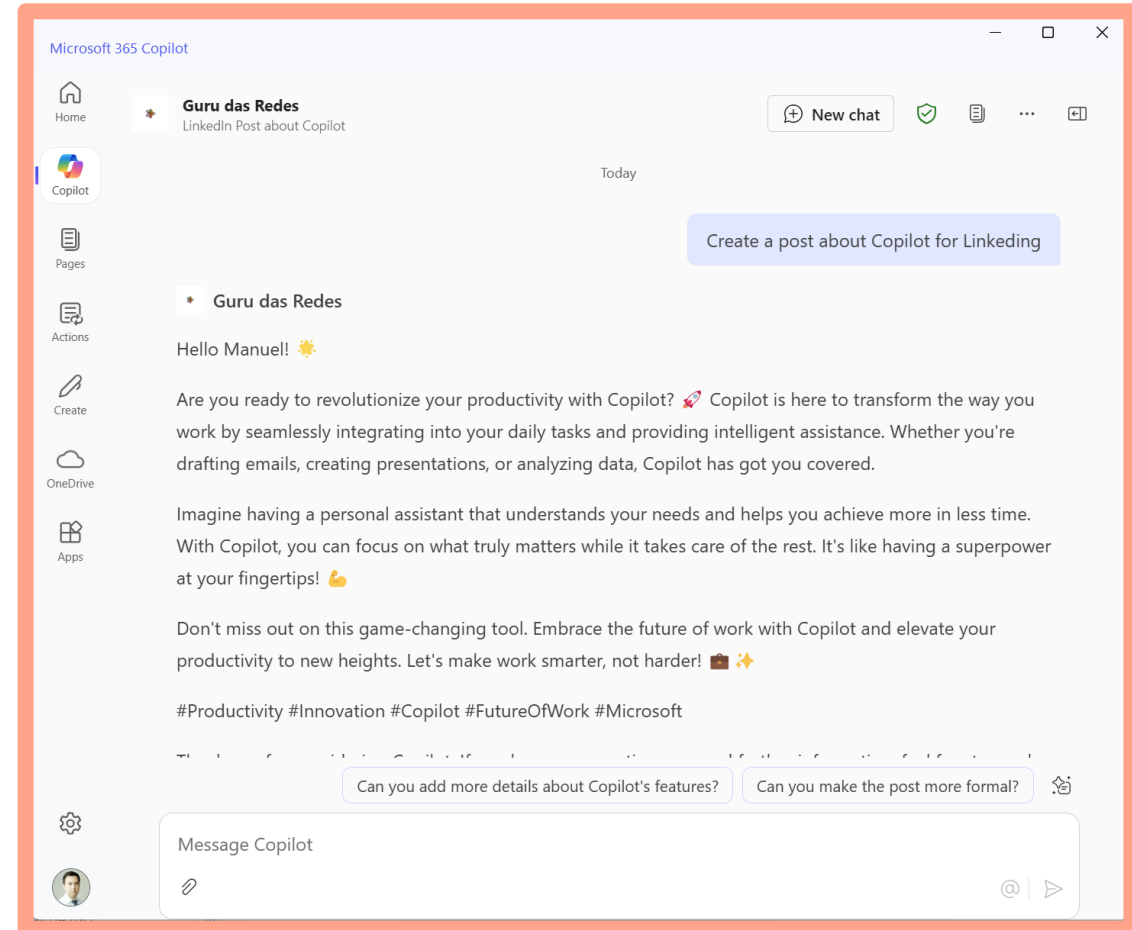 Microsoft 365 Copilot
Home
Guru das Redes
LinkedIn Post about Copilot
New chat
Today
Copilot
Create a post about Copilot for Linkeding
Pages
Guru das Redes
Actions
Hello Manuel!
Create
Are you ready to revolutionize your productivity with Copilot? Copilot is here to transform the way you
work by seamlessly integrating into your daily tasks and providing intelligent assistance. Whether you're
drafting emails, creating presentations, or analyzing data, Copilot has got you covered.
OneDrive
Imagine having a personal assistant that understands your needs and helps you achieve more in less time.
With Copilot, you can focus on what truly matters while it takes care of the rest. It's like having a superpower
at your fingertips!
Apps
Don't miss out on this game-changing tool. Embrace the future of work with Copilot and elevate your
productivity to new heights. Let's make work smarter, not harder!
#Productivity #Innovation #Copilot #FutureOfWork #Microsoft
Can you add more details about Copilot's features?
Can you make the post more formal?
Message Copilot
@